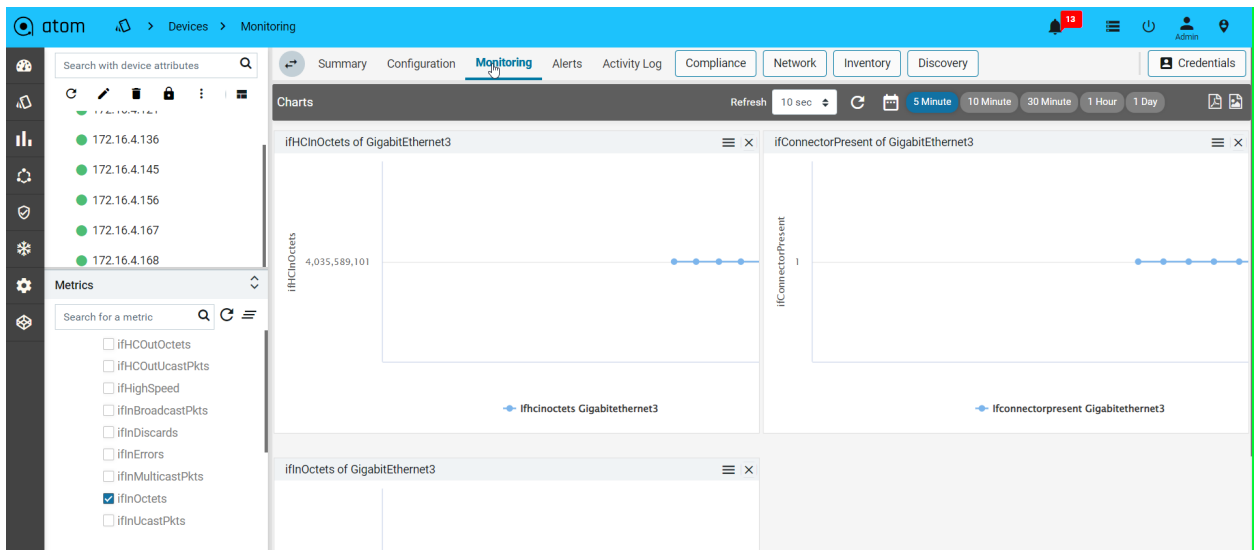 atom > Devices > Monitoring
13
Admin
Search with device attributes
Summary Configuration Monitoring Alerts Activity Log Compliance Network Inventory Discovery Credentials
Charts Refresh 10 sec 5 Minute 10 Minute 30 Minute 1 Hour 1 Day
172.16.4.121
172.16.4.136
172.16.4.145
172.16.4.156
172.16.4.167
172.16.4.168
Metrics
Search for a metric
ifHCOutOctets
ifHCOutUcastPkts
ifHighSpeed
ifInBroadcastPkts
ifInDiscards
ifInErrors
ifInMulticastPkts
ifInOctets
ifInUcastPkts
ifHCInOctets of GigabitEthernet3
ifHCInOctets
4,035,589,101
Ifhcinoctets Gigabitethernet3
ifConnectorPresent of GigabitEthernet3
ifConnectorPresent
1
Ifconnectorpresent Gigabitethernet3
ifInOctets of GigabitEthernet3